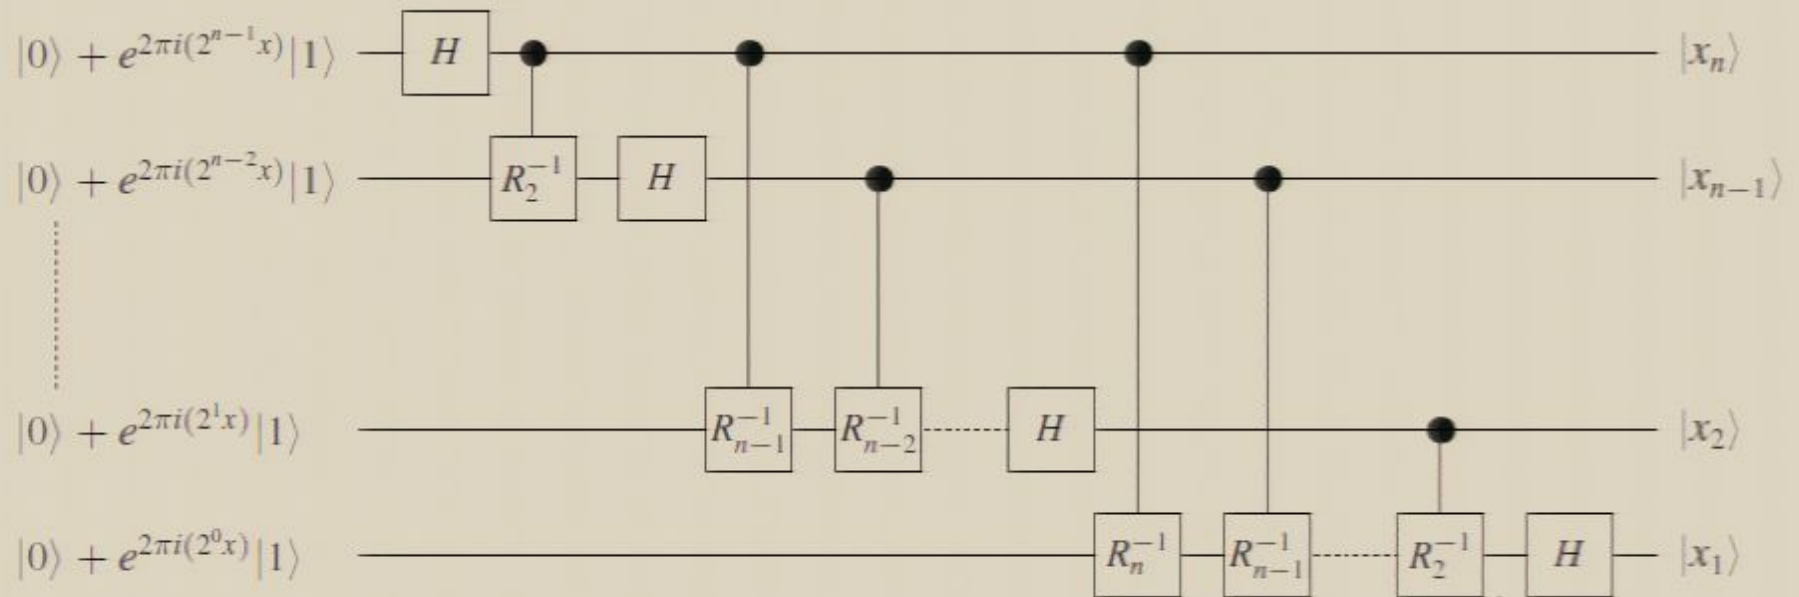 |0⟩ + e^{2πi(2^{n−1}x)}|1⟩ H |x_n⟩
|0⟩ + e^{2πi(2^{n−2}x)}|1⟩ R_2^{−1} H |x_{n−1}⟩
|0⟩ + e^{2πi(2^1x)}|1⟩ R_{n−1}^{−1} R_{n−2}^{−1} H |x_2⟩
|0⟩ + e^{2πi(2^0x)}|1⟩ R_n^{−1} R_{n−1}^{−1} R_2^{−1} H |x_1⟩